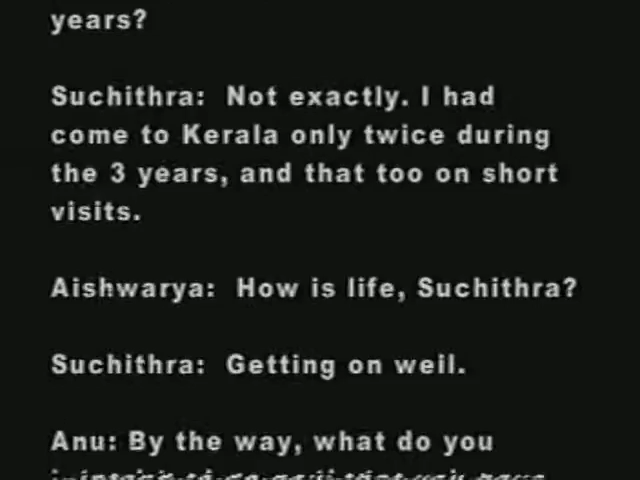 years?
Suchithra: Not exactly. I had
come to Kerala only twice during
the 3 years, and that too on short
visits.
Aishwarya: How is life, Suchithra?
Suchithra: Getting on well.
Anu: By the way, what do you